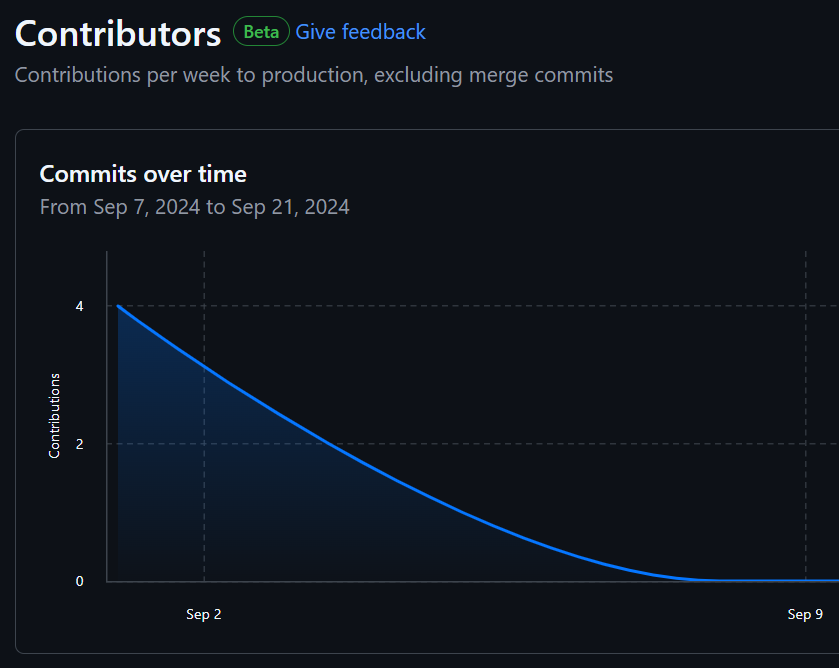 Contributors Beta Give feedback
Contributions per week to production, excluding merge commits
Commits over time
From Sep 7, 2024 to Sep 21, 2024
4
Contributions
2
0
Sep 2 Sep 9